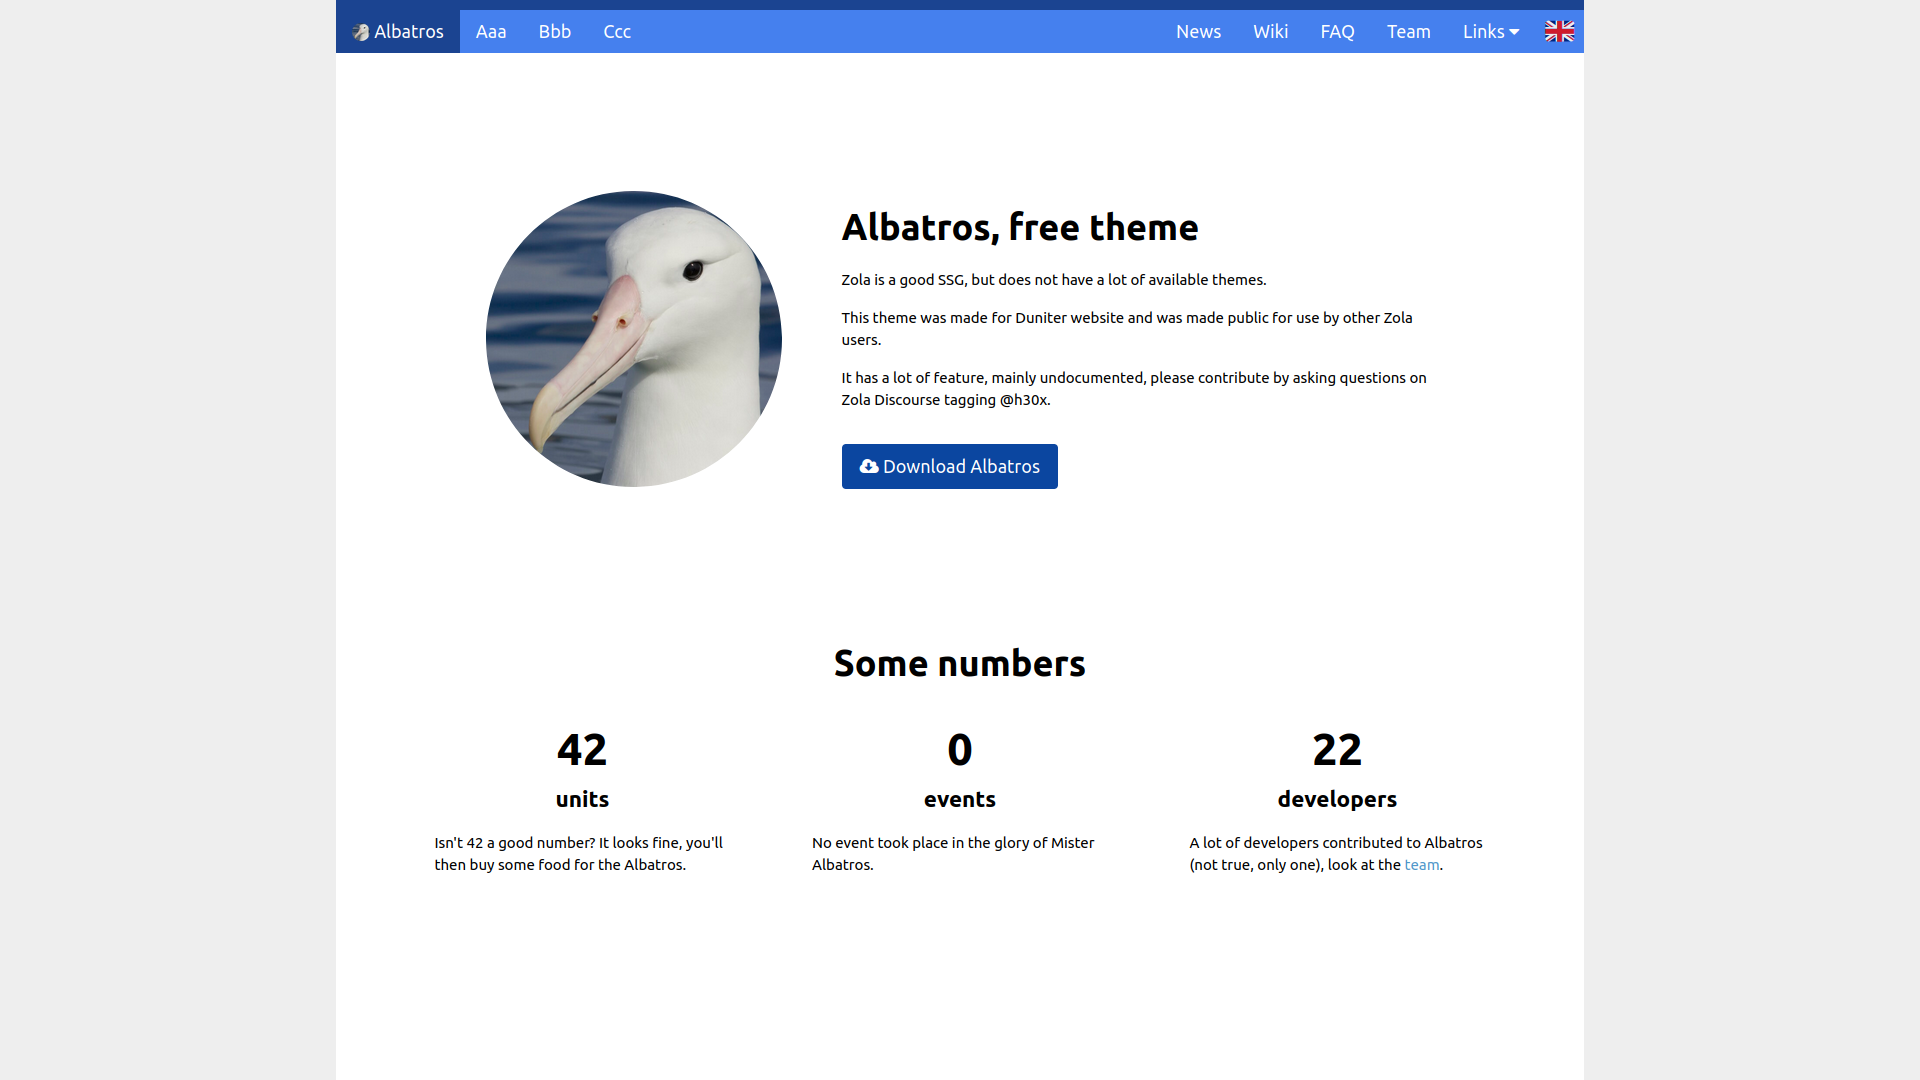 Albatros Aaa Bbb Ccc News Wiki FAQ Team Links
Albatros, free theme
Zola is a good SSG, but does not have a lot of available themes.
This theme was made for Duniter website and was made public for use by other Zola
users.
It has a lot of feature, mainly undocumented, please contribute by asking questions on
Zola Discourse tagging @h30x.
Download Albatros
Some numbers
42
units
Isn't 42 a good number? It looks fine, you'll
then buy some food for the Albatros.
0
events
No event took place in the glory of Mister
Albatros.
22
developers
A lot of developers contributed to Albatros
(not true, only one), look at the team.